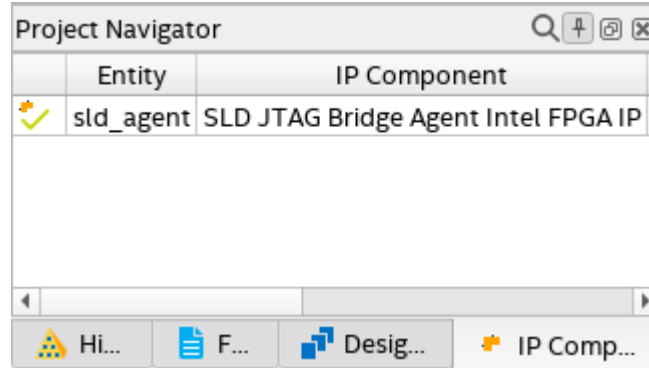 Project Navigator
Entity IP Component
sld_agent SLD JTAG Bridge Agent Intel FPGA IP
Hi... F... Desig... IP Comp...